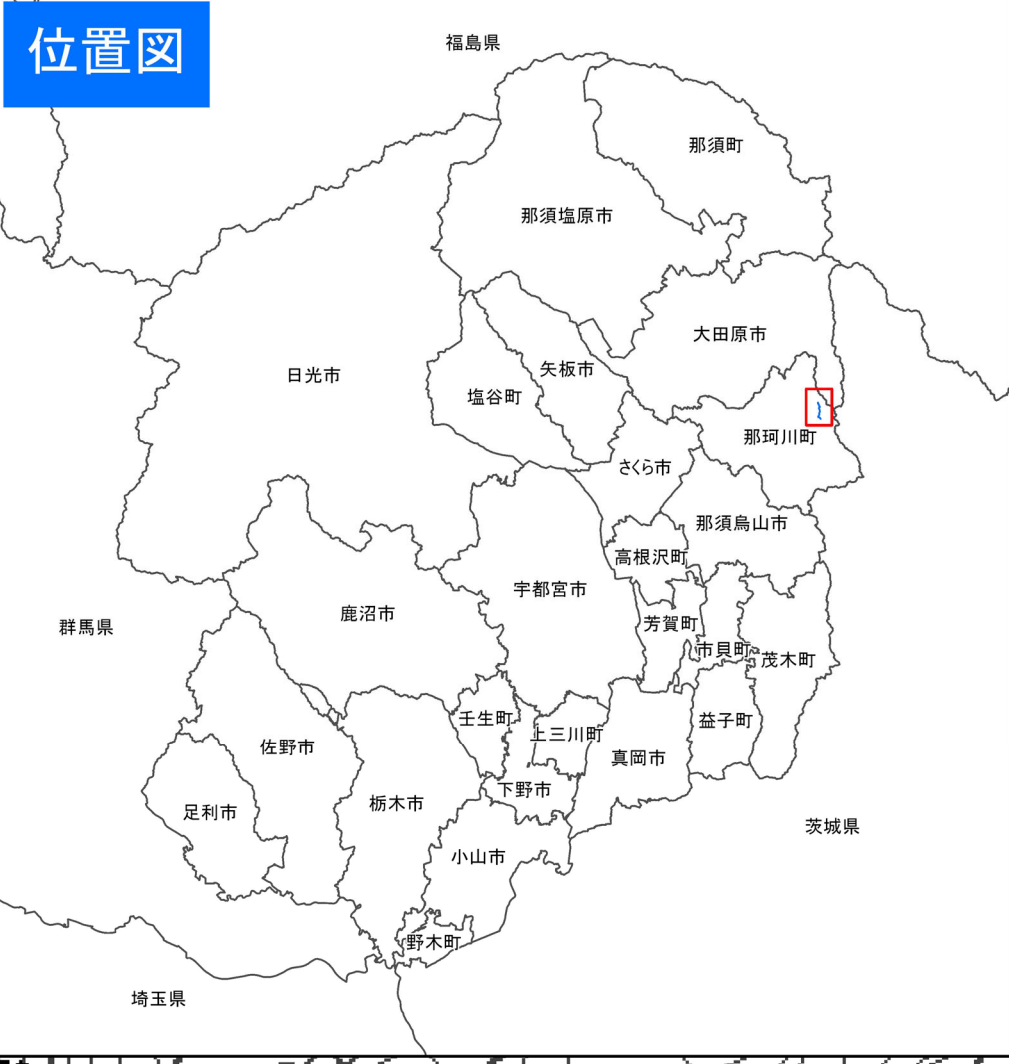 位置図
福島県
那須町
那須塩原市
大田原市
矢板市
日光市
塩谷町
那珂川町
さくら市
那須烏山市
高根沢町
宇都宮市
鹿沼市
芳賀町
群馬県
市貝町
茂木町
壬生町
益子町
上三川町
佐野市
真岡市
下野市
栃木市
足利市
茨城県
小山市
野木町
埼玉県